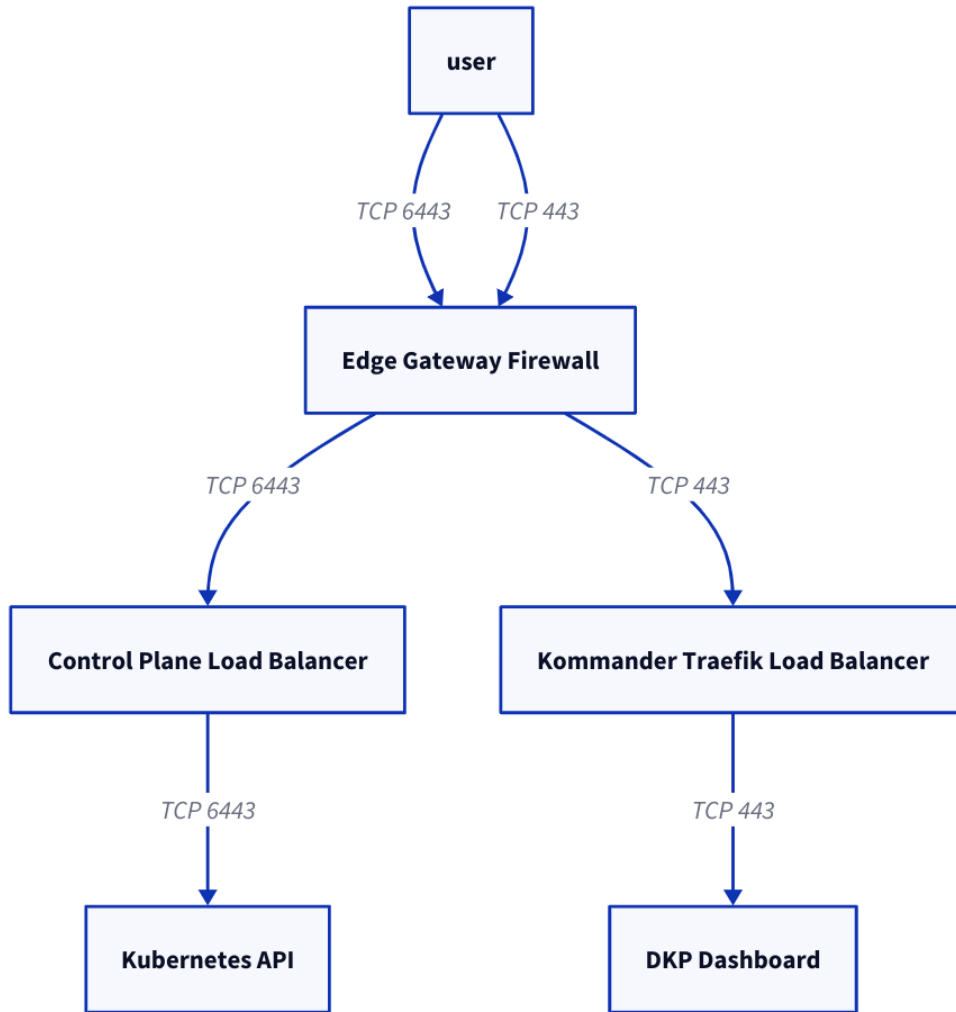 user
TCP 6443
TCP 443
Edge Gateway Firewall
TCP 6443
TCP 443
Control Plane Load Balancer
Kommander Traefik Load Balancer
TCP 6443
TCP 443
Kubernetes API
DKP Dashboard